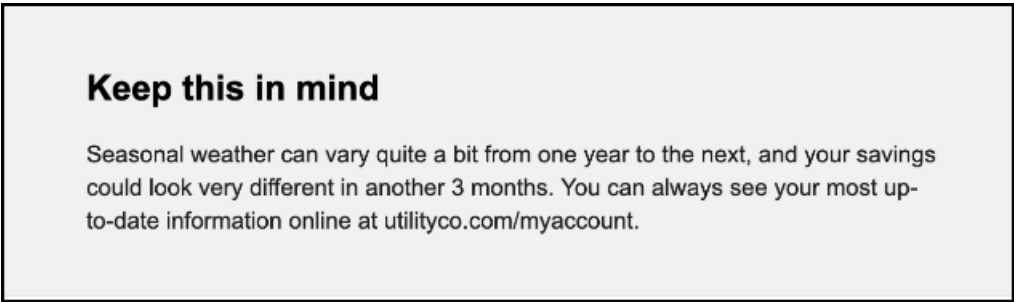 Keep this in mind
Seasonal weather can vary quite a bit from one year to the next, and your savings
could look very different in another 3 months. You can always see your most up-
to-date information online at utilityco.com/myaccount.